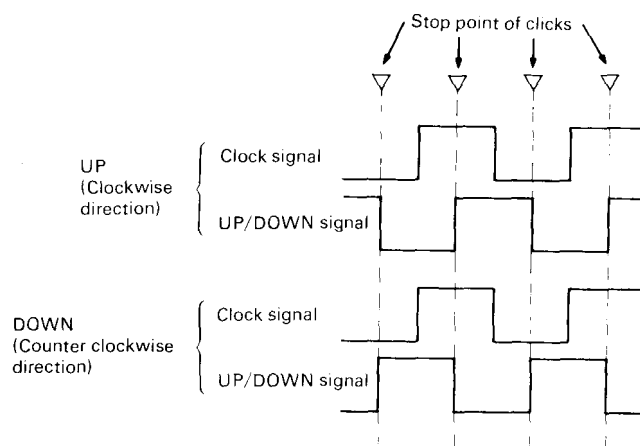 Stop point of clicks
UP
(Clockwise
direction)
Clock signal
UP/DOWN signal
DOWN
(Counter clockwise
direction)
Clock signal
UP/DOWN signal